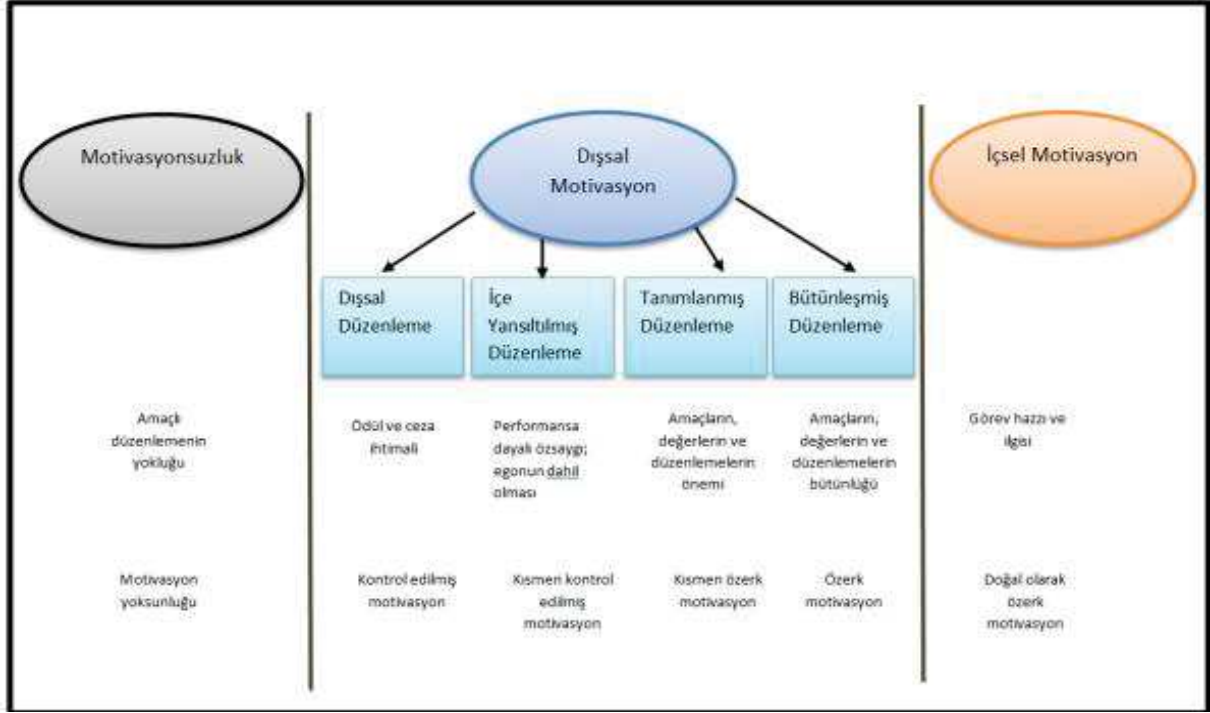 Motivasyonsuzluk
Dışsal
Motivasyon
İçsel Motivasyon
Dışsal
Düzenleme
İçe
Yansıltılmış
Düzenleme
Tanımlanmış
Düzenleme
Bütünleşmiş
Düzenleme
Amaçlı
düzenlemenin
yokluğu
Ödül ve ceza
ihtimali
Performansa
dayalı özsaygı;
egonun dahil
olması
Amaçların,
değerlerin ve
düzenlemelerin
önemi
Amaçların,
değerlerin ve
düzenlemelerin
bütünlüğü
Görev hazzı ve
ilgisi
Motivasyon
yoksunluğu
Kontrol edilmiş
motivasyon
Kısmen kontrol
edilmiş
motivasyon
Kısmen özerk
motivasyon
Özerk
motivasyon
Doğal olarak
özerk
motivasyon